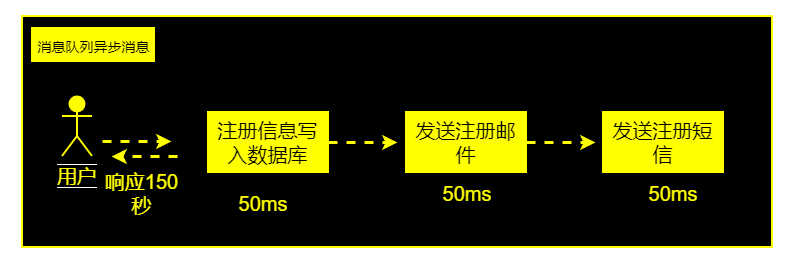 消息队列异步消息
注册信息写
入数据库
发送注册邮
件
发送注册短
信
用户
响应150
秒
50ms
50ms
50ms